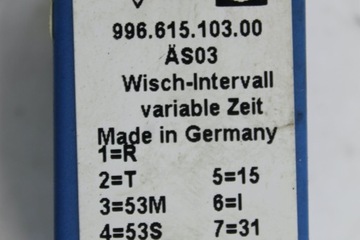 996.615.103.00
ÄS03
Wisch-Intervall
variable Zeit
Made in Germany
1=R
2=T 5=15
3=53M 6=I
4=53S 7=31